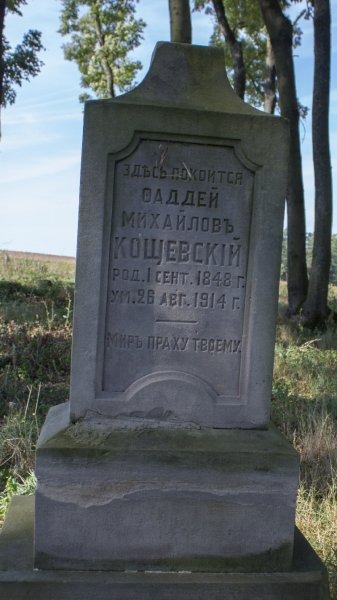 ЗДѢСЬ ПОКОИТСЯ
ѲАДДЕЙ
МИХАЙЛОВЪ
КОЩЕВСКІЙ
РОД. 1 СЕНТ. 1848 Г.
УМ. 26 АВГ. 1914 Г.
МИРЪ ПРАХУ ТВОЕМУ.